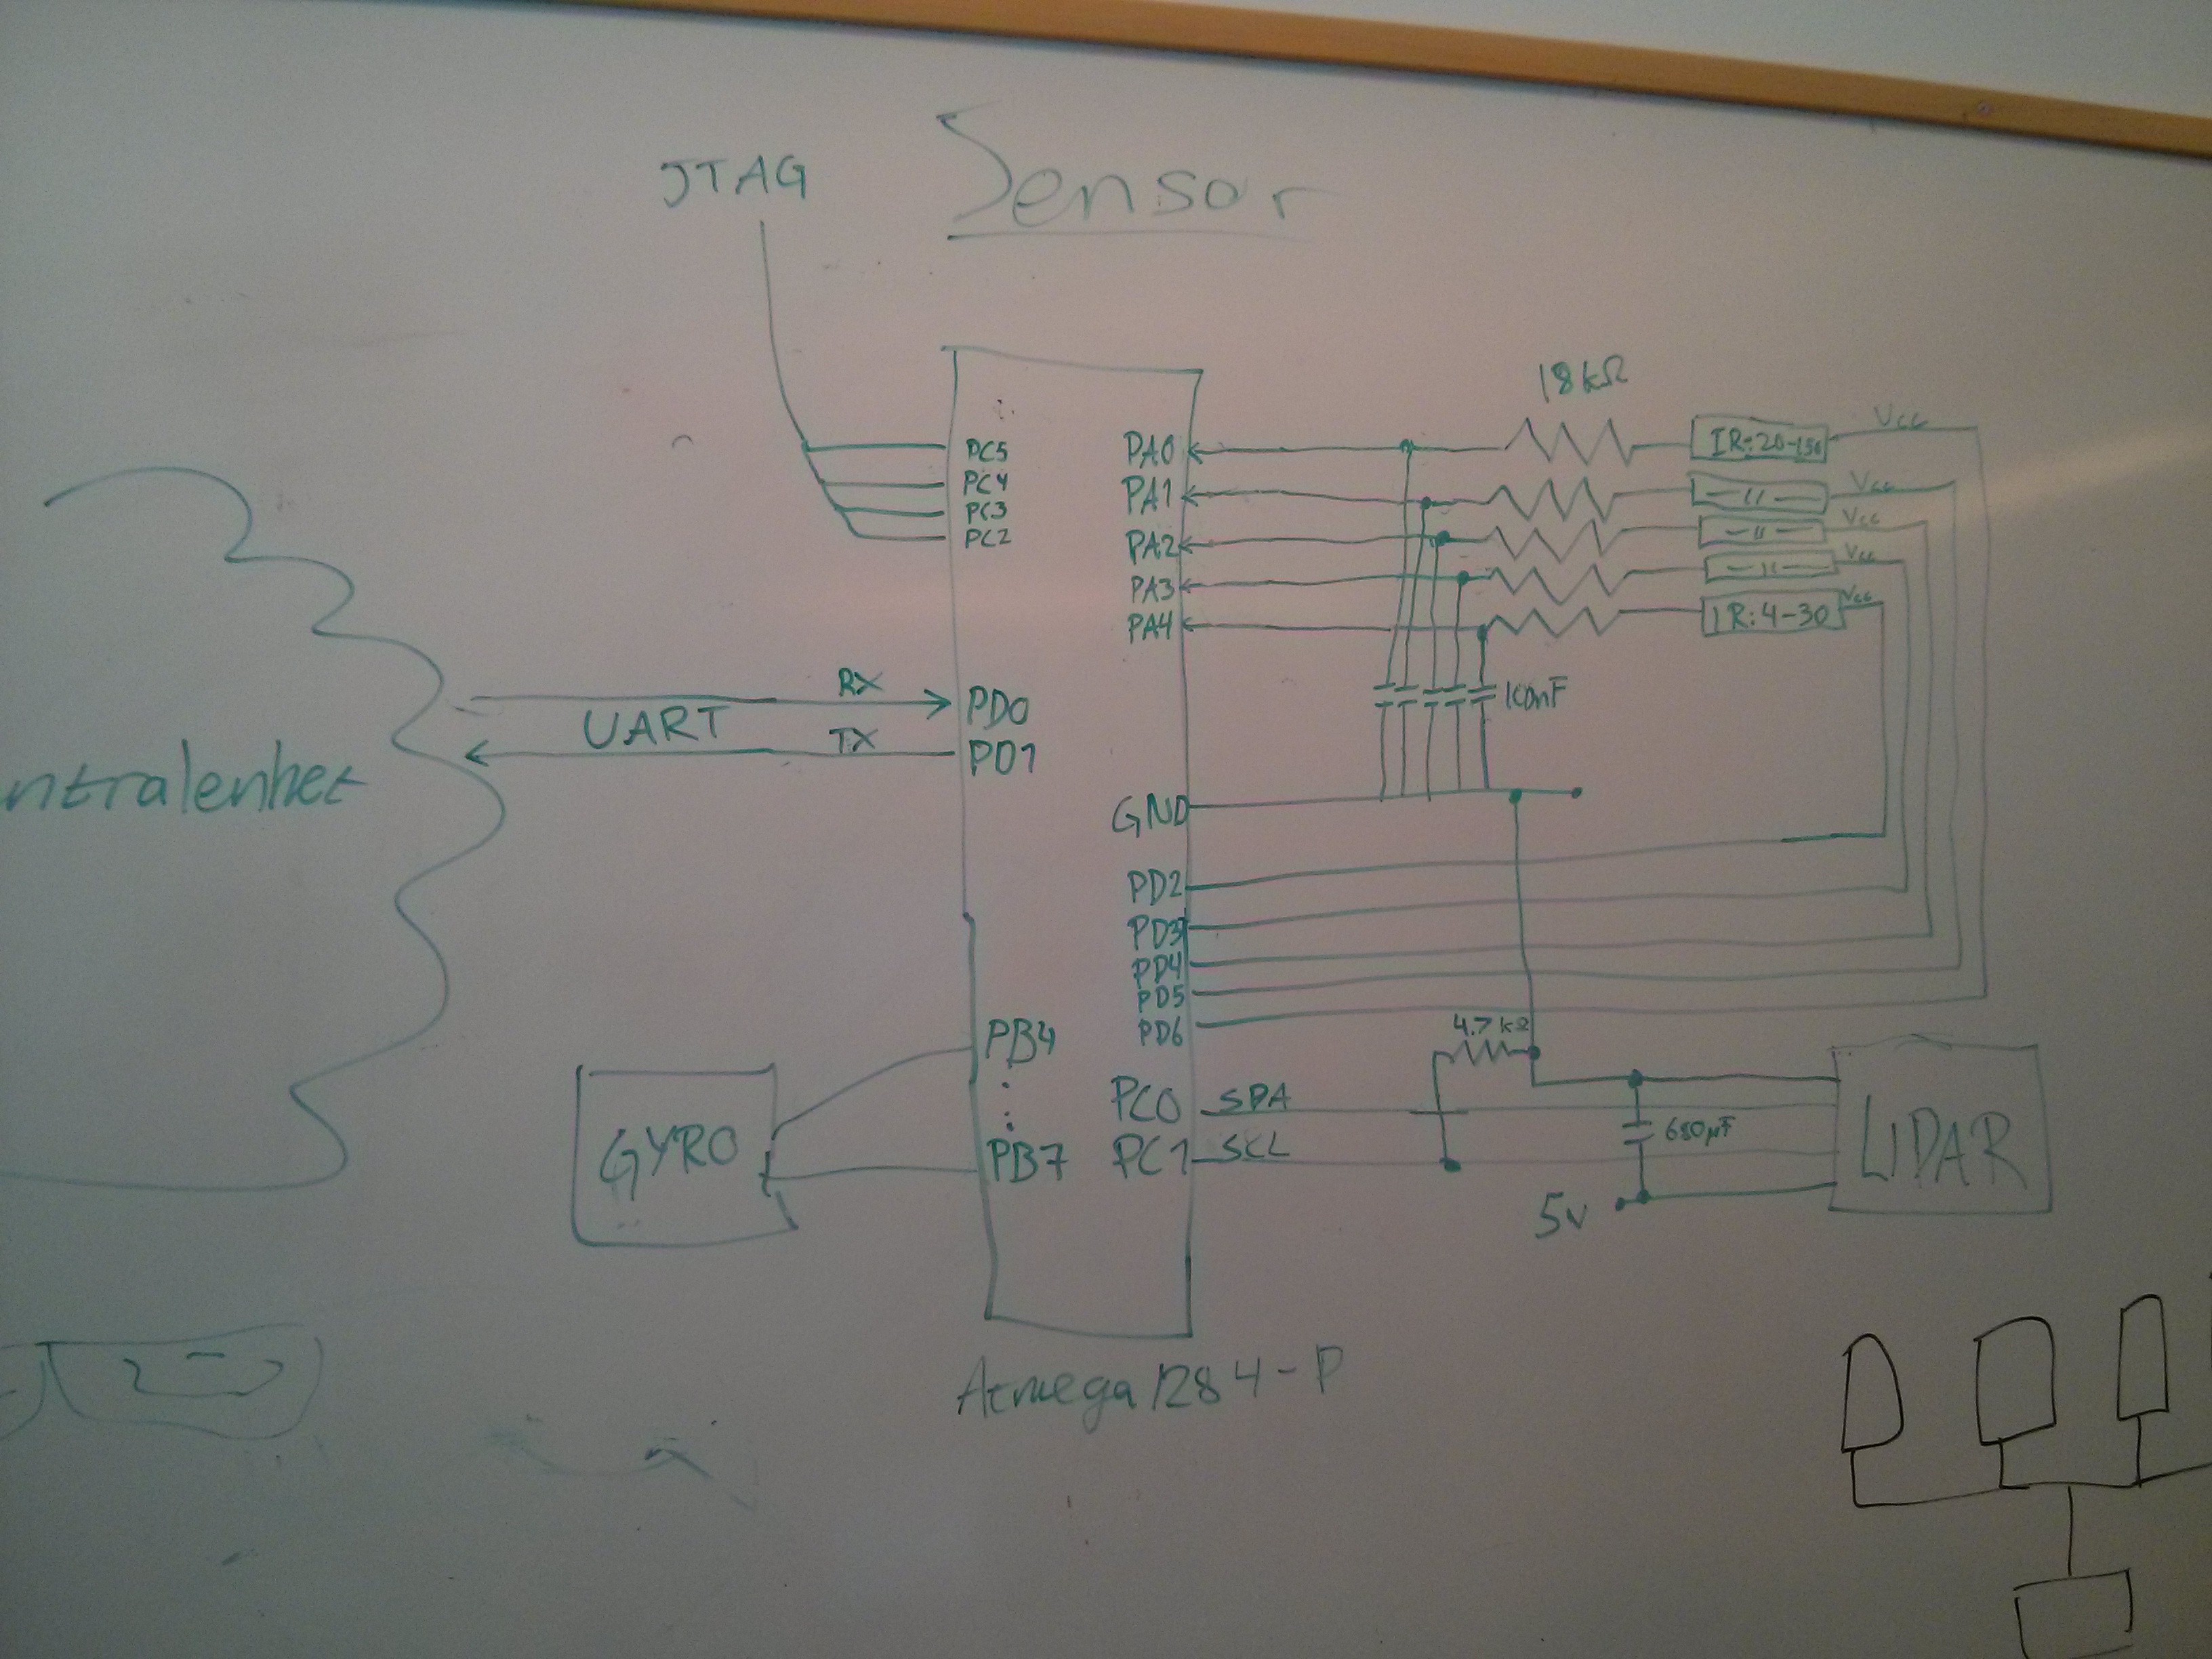 Sensor
JTAG
18kΩ
PC5
PC4
PC3
PC2
PA0
PA1
PA2
PA3
PA4
IR:20-150
Vcc
—〃—
Vcc
—〃—
Vcc
—〃—
Vcc
IR:4-30
Vcc
100nF
RX
UART
TX
PD0
PD1
ntralenhet
GND
PD2
PD3
PD4
PD5
PD6
4.7kΩ
PB4
PB7
GYRO
PC0
SDA
PC1
SCL
680µF
5v
LIDAR
Atmega1284-P